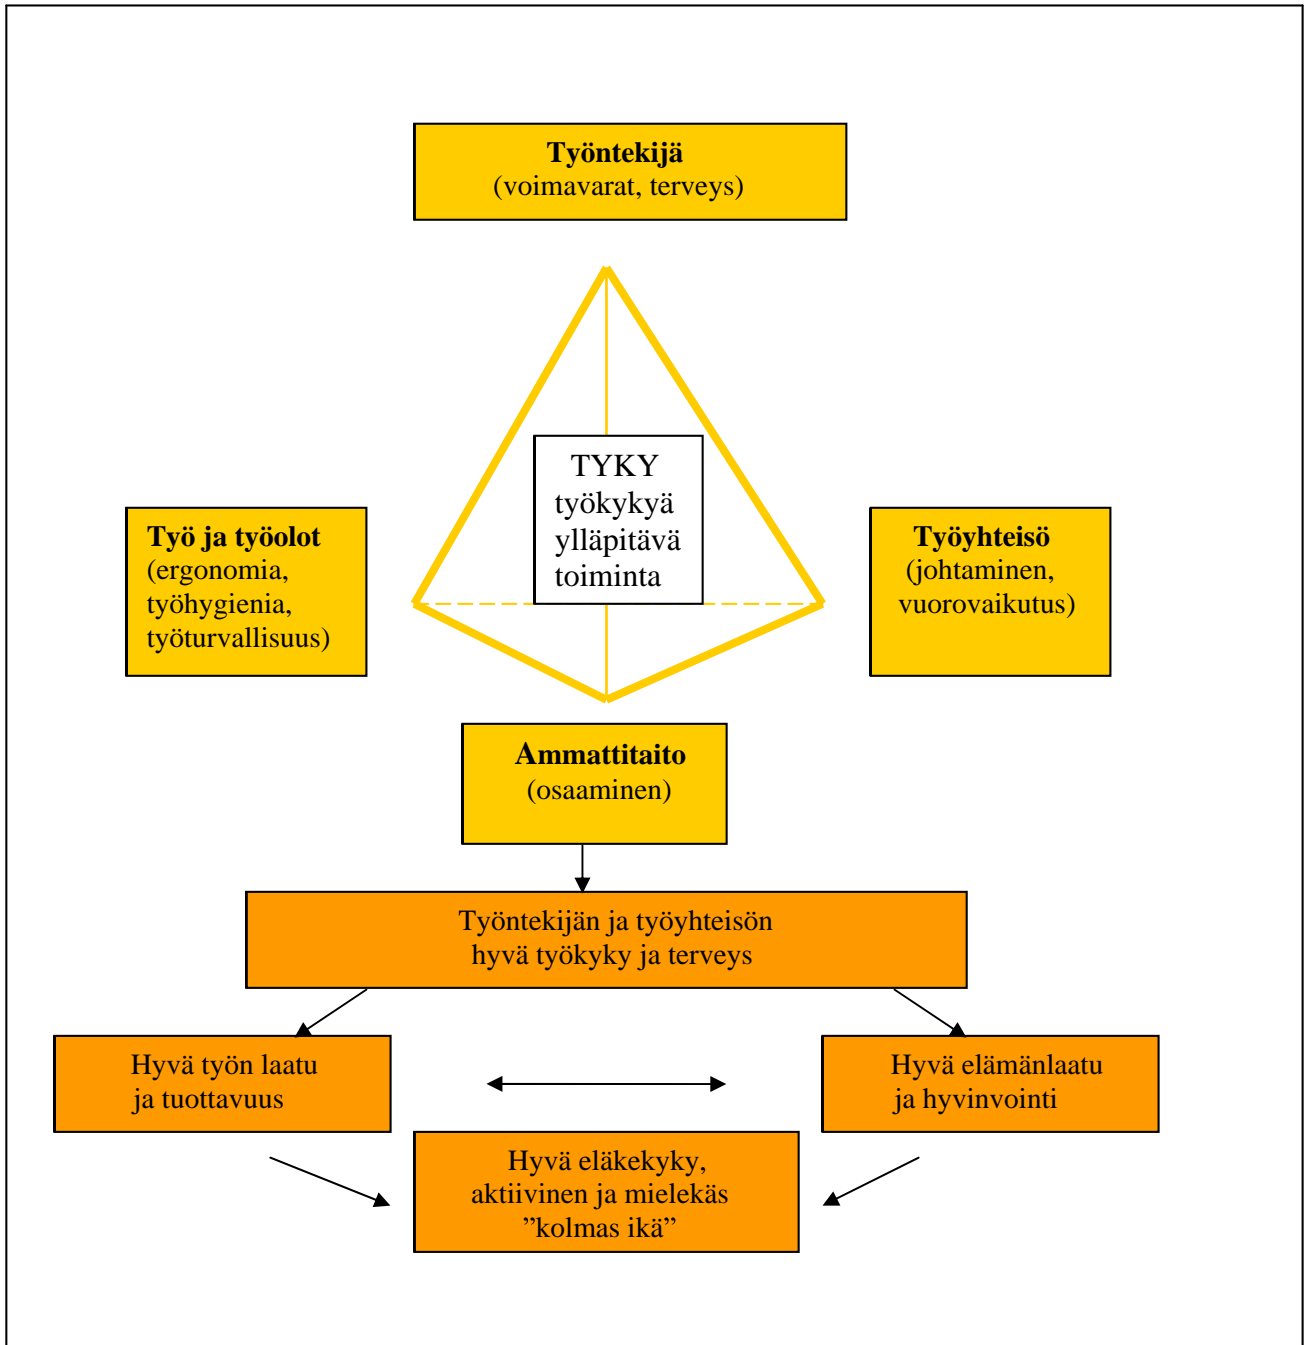 Työntekijä
(voimavarat, terveys)
TYKY
työkykyä
ylläpitävä
toiminta
Työ ja työolot
(ergonomia,
työhygienia,
työturvallisuus)
Työyhteisö
(johtaminen,
vuorovaikutus)
Ammattitaito
(osaaminen)
Työntekijän ja työyhteisön
hyvä työkyky ja terveys
Hyvä työn laatu
ja tuottavuus
Hyvä elämänlaatu
ja hyvinvointi
Hyvä eläkekyky,
aktiivinen ja mielekäs
”kolmas ikä”